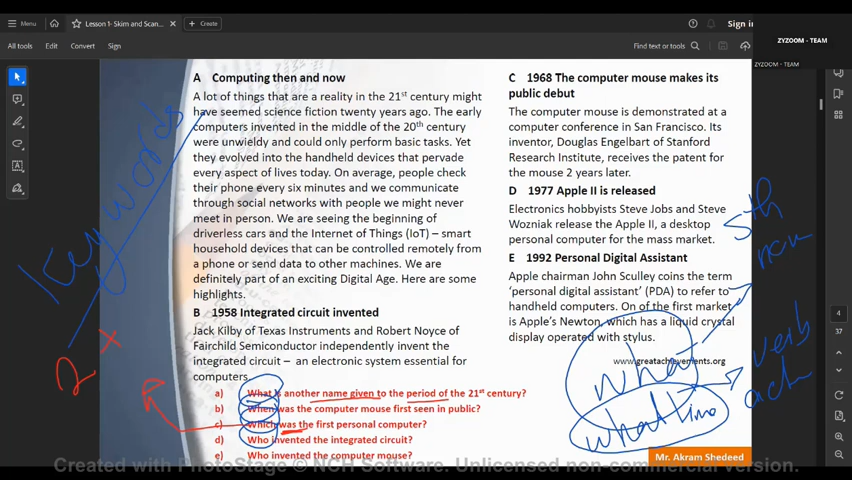 Menu
Lesson 1- Skim and Scan...
Create
Sign in
ZYZOOM - TEAM
ZYZOOM - TEAM
All tools
Edit
Convert
Sign
Find text or tools
A Computing then and now
A lot of things that are a reality in the 21st century might
have seemed science fiction twenty years ago. The early
computers invented in the middle of the 20th century
were unwieldy and could only perform basic tasks. Yet
they evolved into the handheld devices that pervade
every aspect of lives today. On average, people check
their phone every six minutes and we communicate
through social networks with people we might never
meet in person. We are seeing the beginning of
driverless cars and the Internet of Things (IoT) – smart
household devices that can be controlled remotely from
a phone or send data to other machines. We are
definitely part of an exciting Digital Age. Here are some
highlights.
B 1958 Integrated circuit invented
Jack Kilby of Texas Instruments and Robert Noyce of
Fairchild Semiconductor independently invent the
integrated circuit – an electronic system essential for
computers
C 1968 The computer mouse makes its
public debut
The computer mouse is demonstrated at a
computer conference in San Francisco. Its
inventor, Douglas Engelbart of Stanford
Research Institute, receives the patent for
the mouse 2 years later.
D 1977 Apple II is released
Electronics hobbyists Steve Jobs and Steve
Wozniak release the Apple II, a desktop
personal computer for the mass market.
E 1992 Personal Digital Assistant
Apple chairman John Sculley coins the term
‘personal digital assistant’ (PDA) to refer to
handheld computers. On of the first market
is Apple's Newton, which has a liquid crystal
display operated with stylus.
www.greatachievements.org
a) What is another name given to the period of the 21st century?
b) When was the computer mouse first seen in public?
c) Which was the first personal computer?
d) Who invented the integrated circuit?
e) Who invented the computer mouse?
Keywords
2 +
what
what time
sth
verb
4
37
Mr. Akram Shedeed
Created with PhotoStage © NCH Software. Unlicensed non-commercial version.